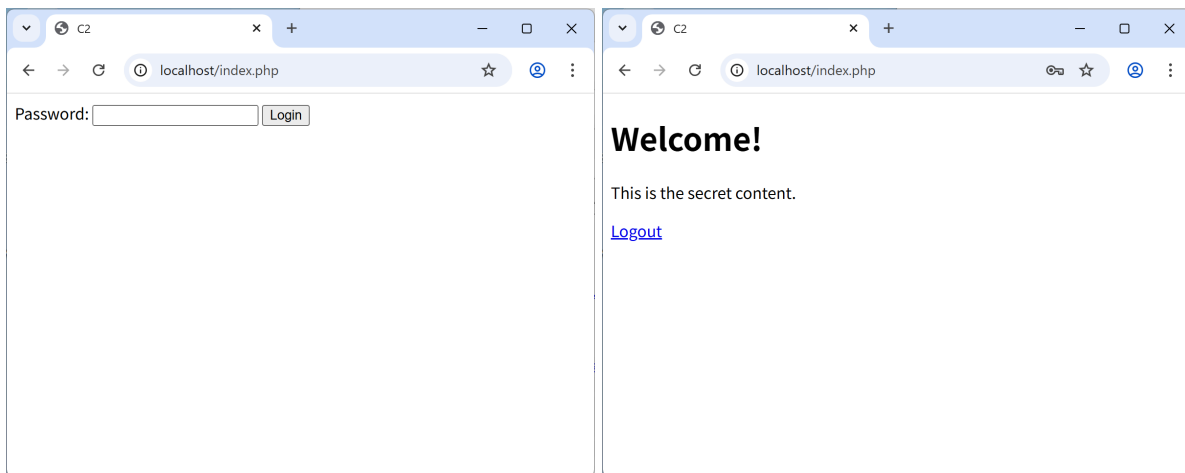 C2
localhost/index.php
Password: Login
C2
localhost/index.php
Welcome!
This is the secret content.
Logout